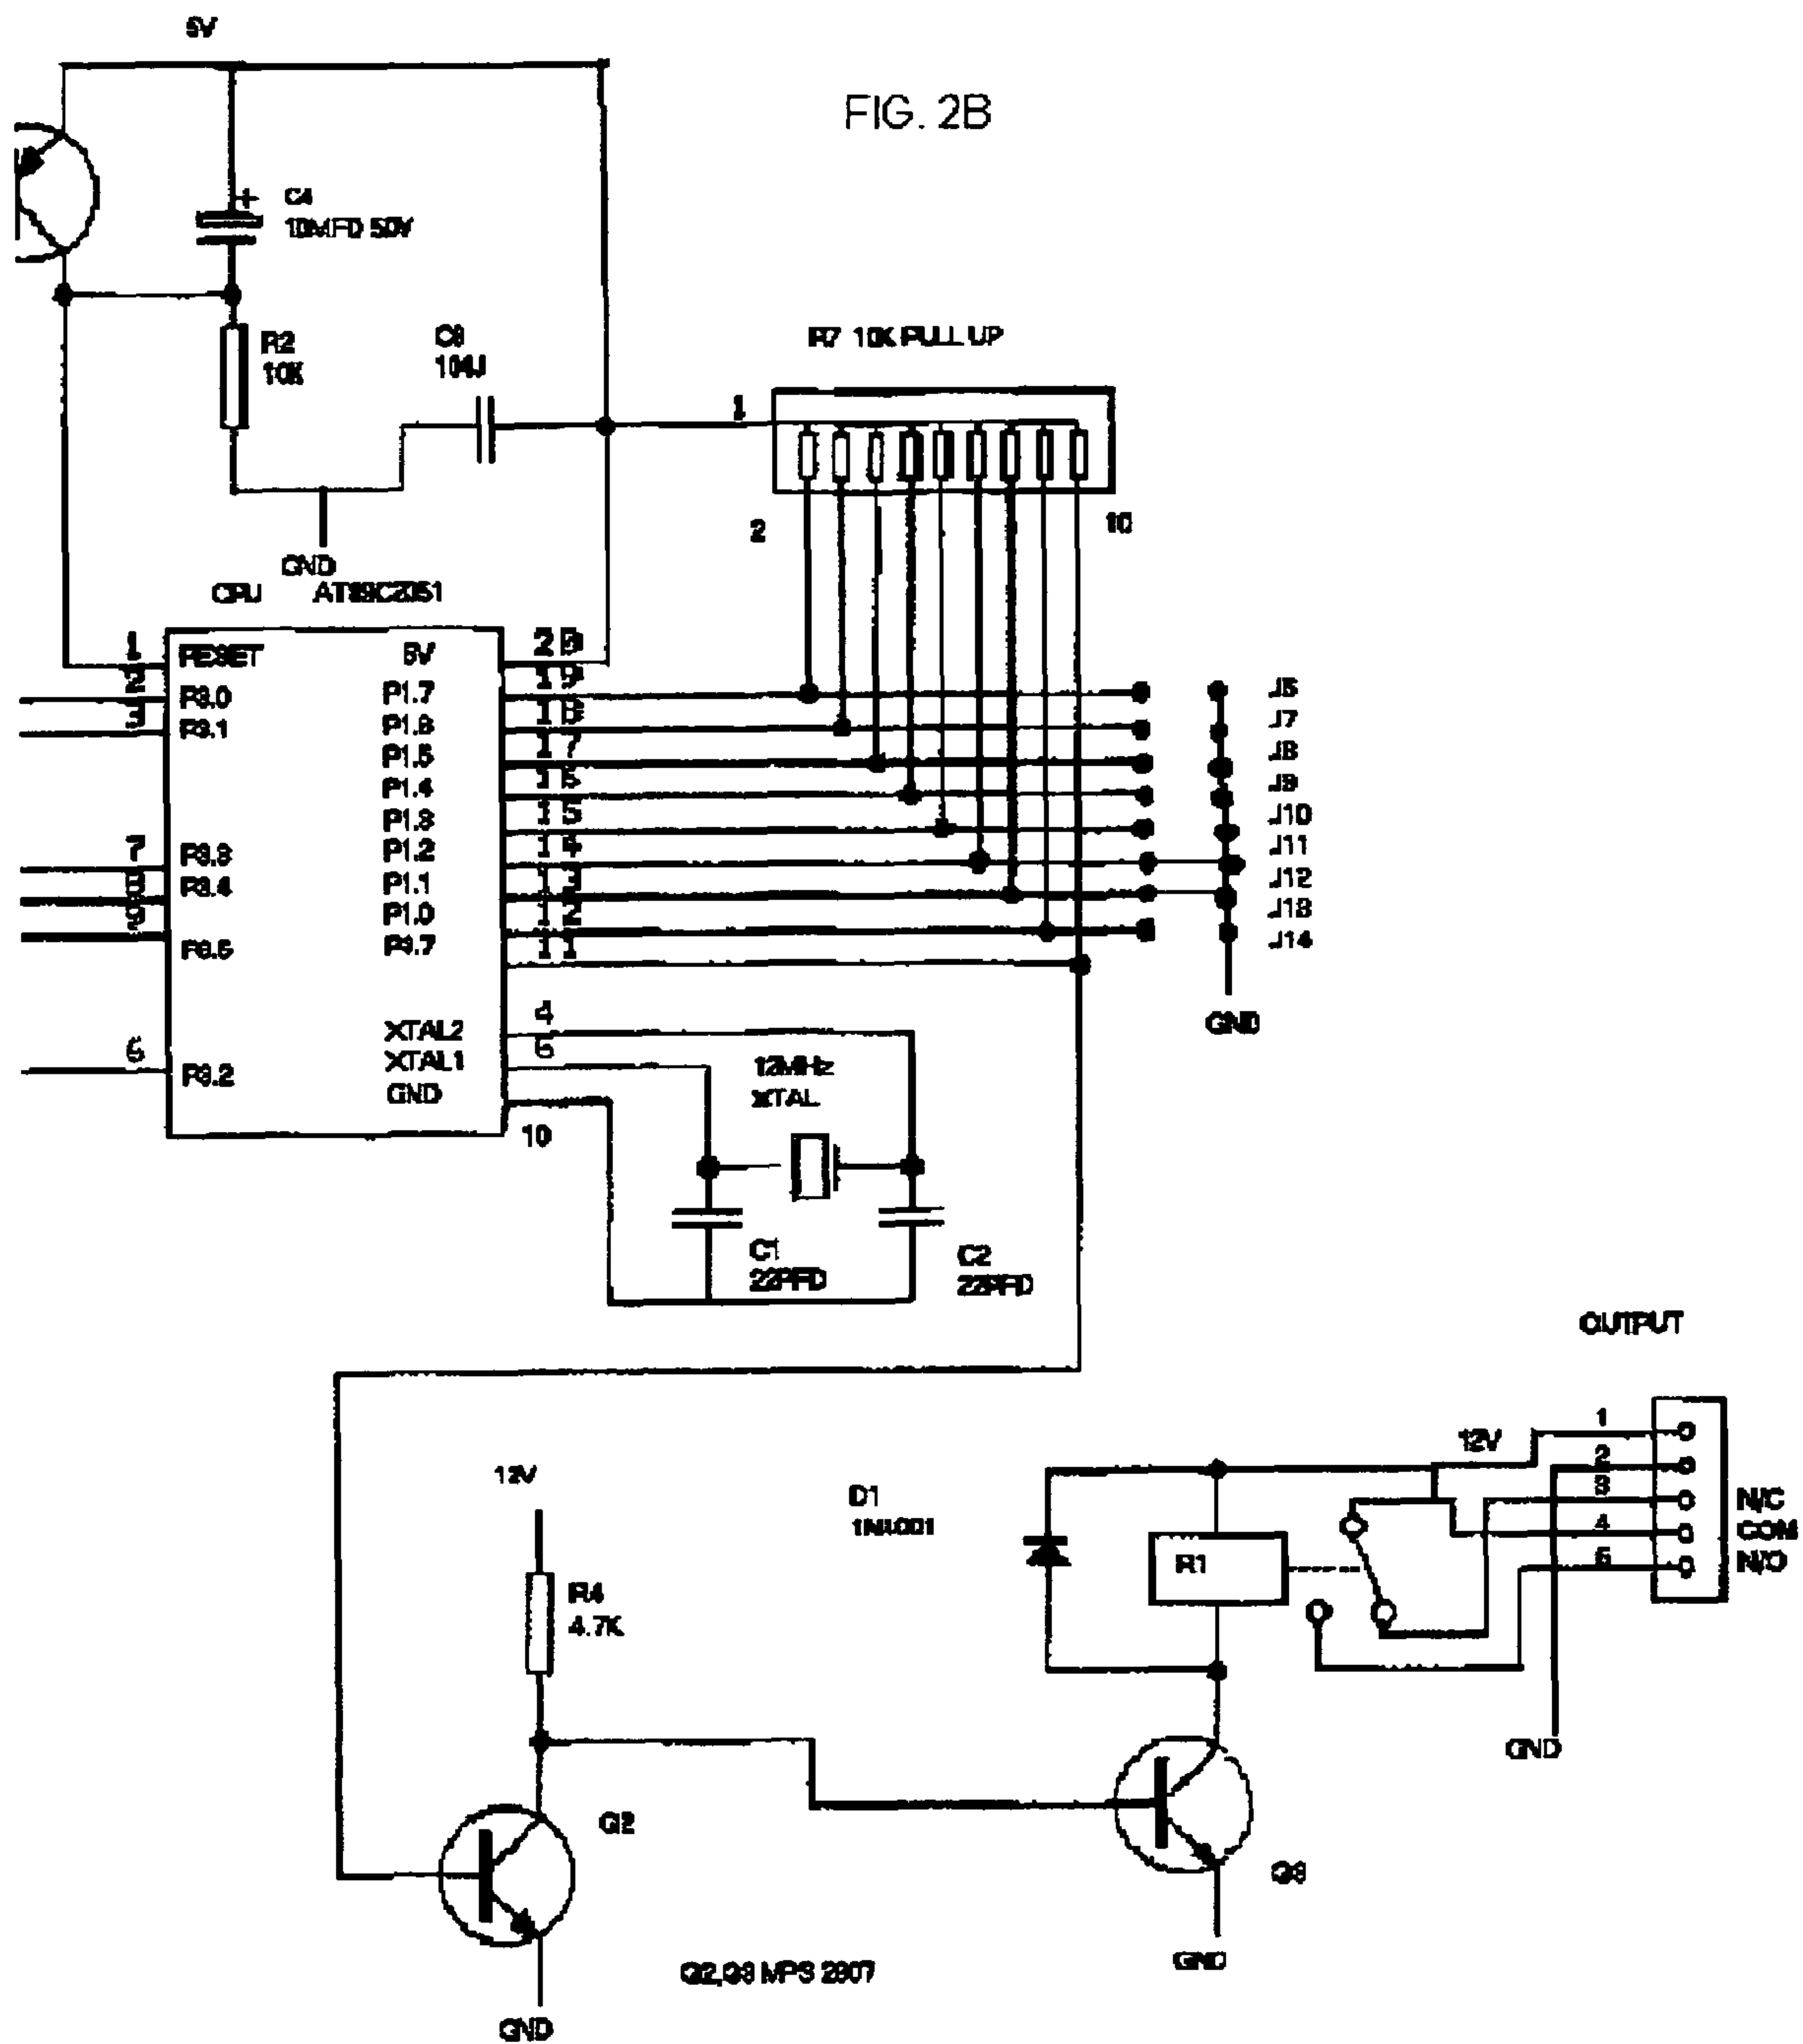 5V
FIG. 2B
C4
10MFD 50V
R2
10K
C3
104J
R7 10K PULL UP
1
2
10
GND
CPU AT89C2051
1
RESET
5V
2
P3.0
P1.7
19
3
P3.1
P1.6
P1.5
17
P1.4
16
P1.3
15
7
P3.3
P1.2
14
8
P3.4
P1.1
13
9
P3.5
P1.0
12
P3.7
11
J7
J8
J9
J10
J11
J12
J13
J14
GND
XTAL2
4
XTAL1
5
6
P3.2
GND
10
12MHz
XTAL
C1
22PFD
C2
22PFD
OUTPUT
12V
1
2
3
N/C
4
COM
5
N/O
12V
D1
1N4001
R4
4.7K
R1
GND
Q2
Q3
GND
Q2,Q3 MPS 2907
GND